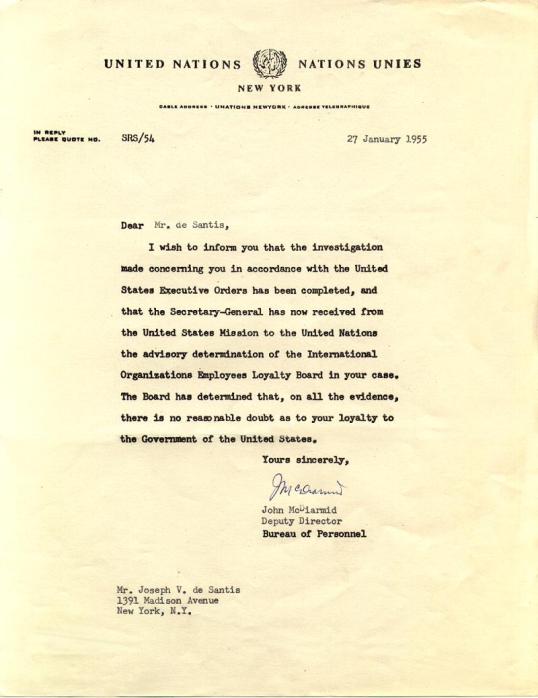 UNITED NATIONS NATIONS UNIES
NEW YORK
CABLE ADDRESS · UNATIONS NEWYORK · ADRESSE TELEGRAPHIQUE
IN REPLY
PLEASE QUOTE NO. SRS/54 27 January 1955
Dear Mr. de Santis,
I wish to inform you that the investigation
made concerning you in accordance with the United
States Executive Orders has been completed, and
that the Secretary-General has now received from
the United States Mission to the United Nations
the advisory determination of the International
Organizations Employees Loyalty Board in your case.
The Board has determined that, on all the evidence,
there is no reasonable doubt as to your loyalty to
the Government of the United States.
Yours sincerely,
JMcDiarmid
John McDiarmid
Deputy Director
Bureau of Personnel
Mr. Joseph V. de Santis
1391 Madison Avenue
New York, N.Y.